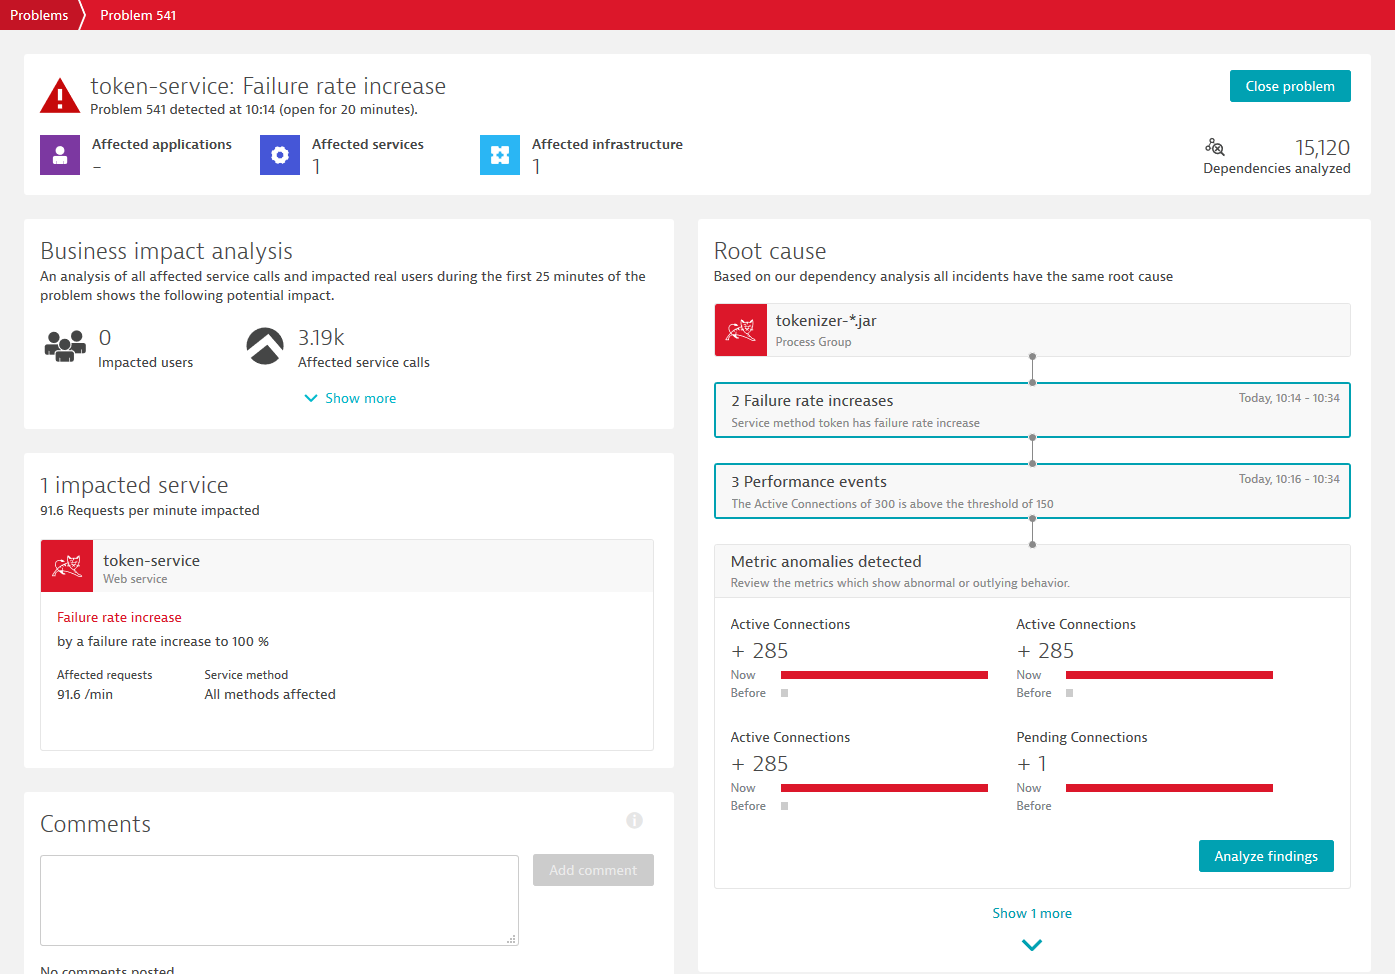 Problems
Problem 541
token-service: Failure rate increase
Problem 541 detected at 10:14 (open for 20 minutes).
Close problem
Affected applications
–
Affected services
1
Affected infrastructure
1
15,120
Dependencies analyzed
Business impact analysis
An analysis of all affected service calls and impacted real users during the first 25 minutes of the
problem shows the following potential impact.
0
Impacted users
3.19k
Affected service calls
Show more
1 impacted service
91.6 Requests per minute impacted
token-service
Web service
Failure rate increase
by a failure rate increase to 100 %
Affected requests
91.6 /min
Service method
All methods affected
Comments
Add comment
No comments posted
Root cause
Based on our dependency analysis all incidents have the same root cause
tokenizer-*.jar
Process Group
2 Failure rate increases
Today, 10:14 - 10:34
Service method token has failure rate increase
3 Performance events
Today, 10:16 - 10:34
The Active Connections of 300 is above the threshold of 150
Metric anomalies detected
Review the metrics which show abnormal or outlying behavior.
Active Connections
+ 285
Now
Before
Active Connections
+ 285
Now
Before
Active Connections
+ 285
Now
Before
Pending Connections
+ 1
Now
Before
Analyze findings
Show 1 more